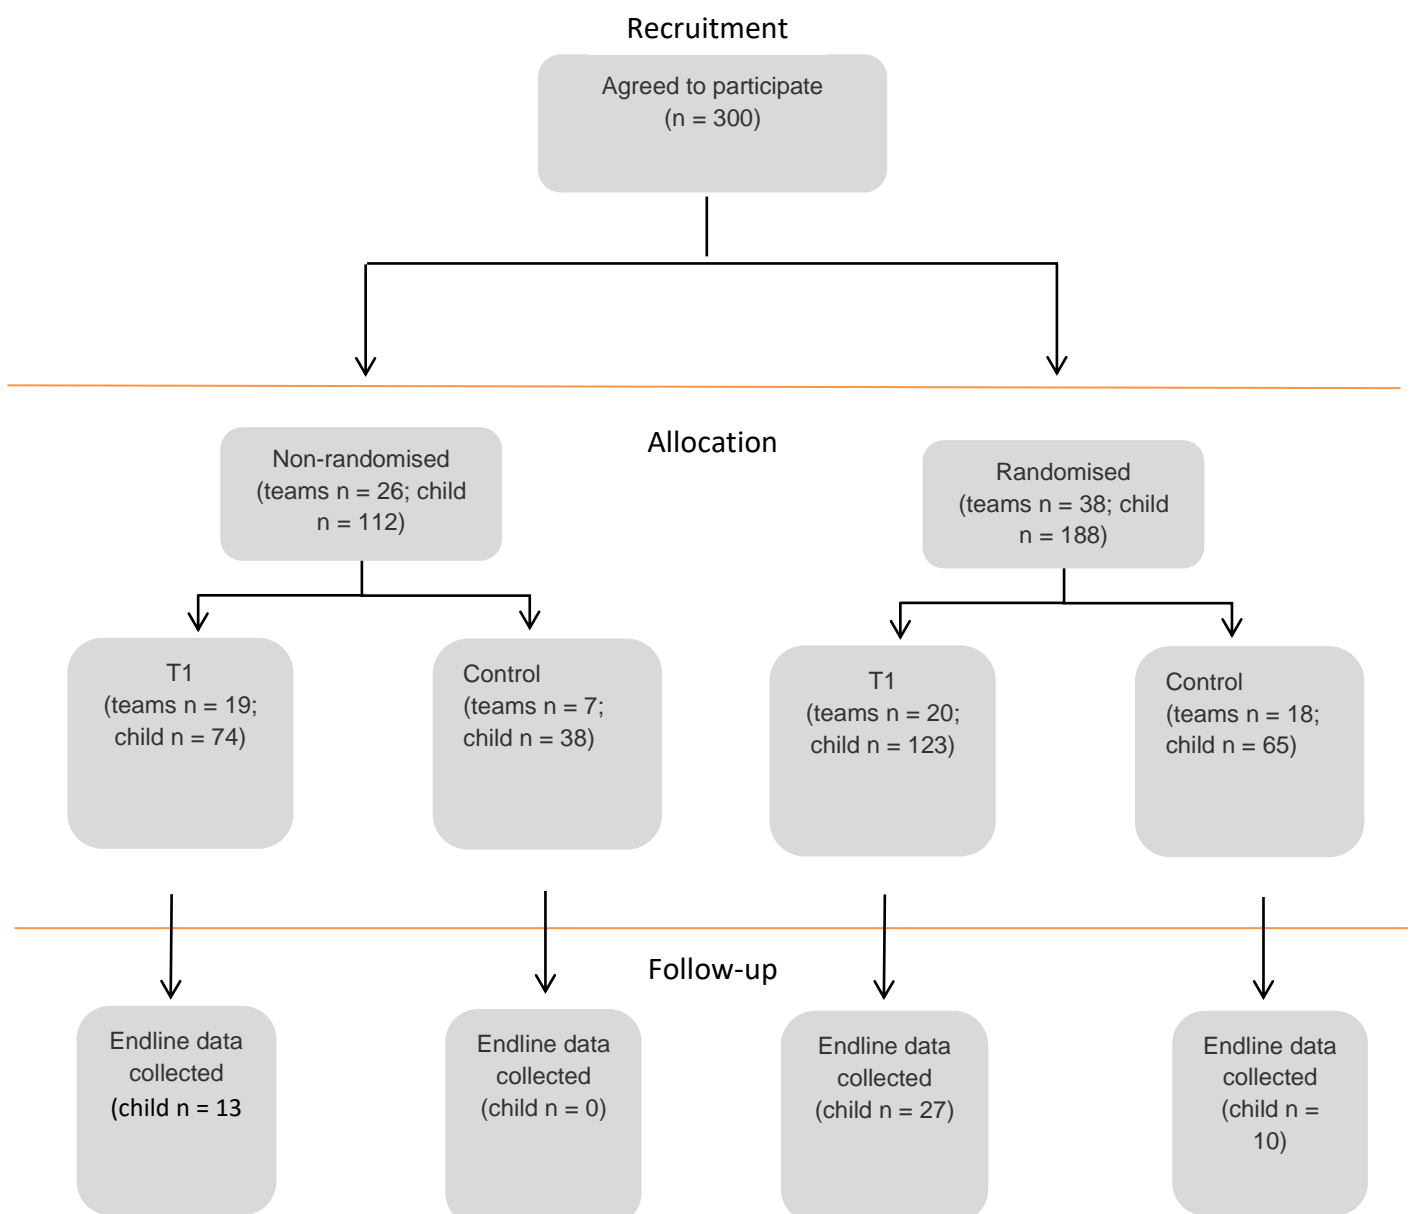 Recruitment
Agreed to participate
(n = 300)
Allocation
Non-randomised
(teams n = 26; child
n = 112)
Randomised
(teams n = 38; child
n = 188)
T1
(teams n = 19;
child n = 74)
Control
(teams n = 7;
child n = 38)
T1
(teams n = 20;
child n = 123)
Control
(teams n = 18;
child n = 65)
Follow-up
Endline data
collected
(child n = 13
Endline data
collected
(child n = 0)
Endline data
collected
(child n = 27)
Endline data
collected
(child n =
10)